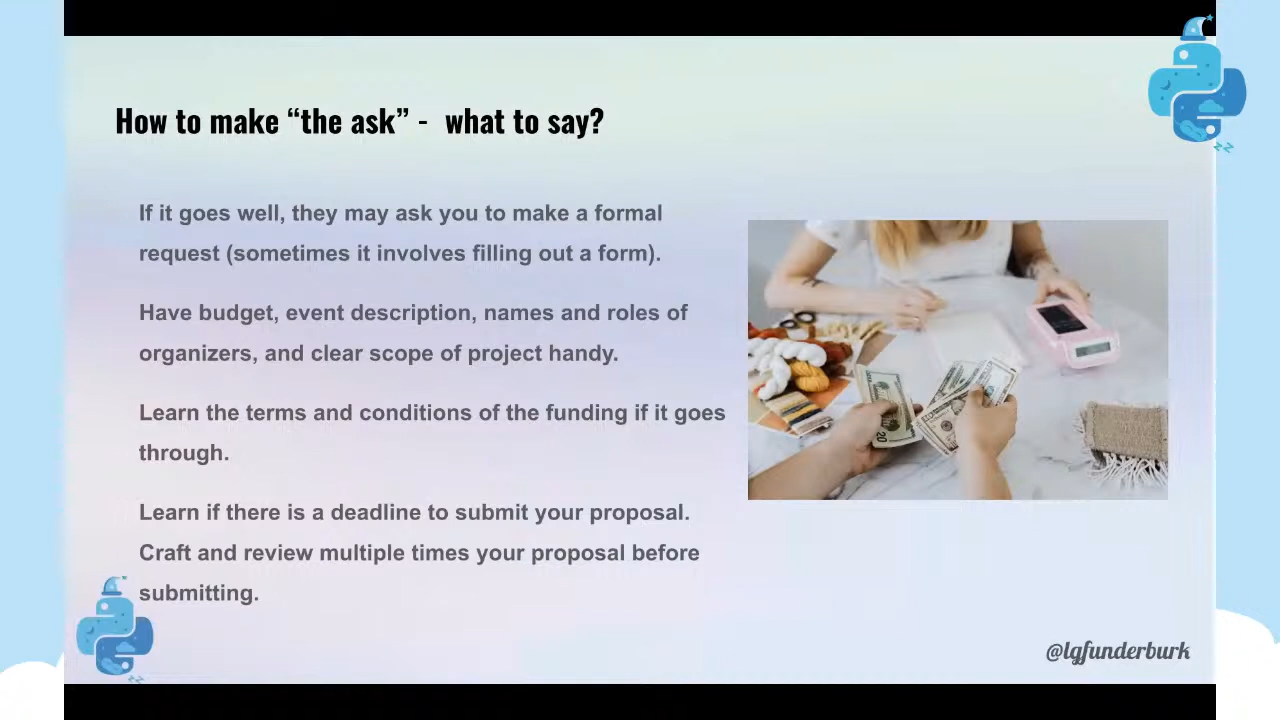 How to make “the ask” -  what to say?
If it goes well, they may ask you to make a formal
request (sometimes it involves filling out a form).
Have budget, event description, names and roles of
organizers, and clear scope of project handy.
Learn the terms and conditions of the funding if it goes
through.
Learn if there is a deadline to submit your proposal.
Craft and review multiple times your proposal before
submitting.
@lgfunderburk